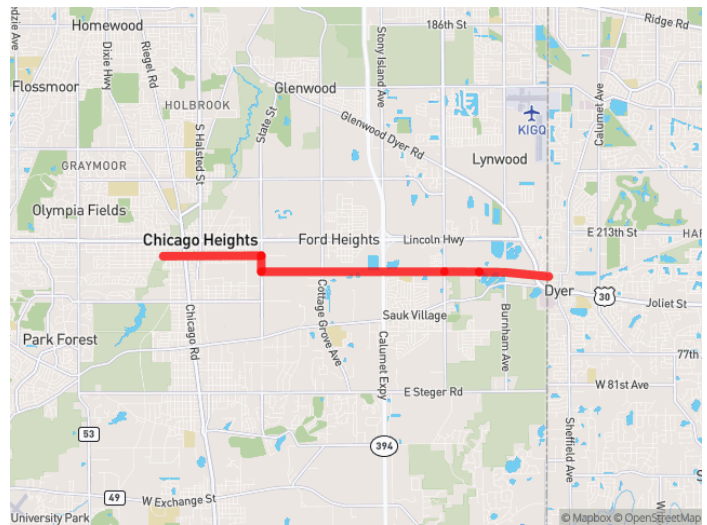 186th St
Ridge Rd
Homewood
Dixie Hwy
Riegel Rd
Stony Island Ave
Flossmoor
Glenwood
Calumet Ave
HOLBROOK
State St
S Halsted St
Glenwood Dyer Rd
KIGQ
Lynwood
GRAYMOOR
Olympia Fields
Chicago Heights
Ford Heights
Lincoln Hwy
E 213th St
Cottage Grove Ave
Dyer
30
Joliet St
Sauk Village
Burnham Ave
Chicago Rd
Calumet Expy
Park Forest
77th
E Steger Rd
W 81st Ave
53
394
Sheffield Ave
49
W Exchange St
University Park
© Mapbox © OpenStreetMap